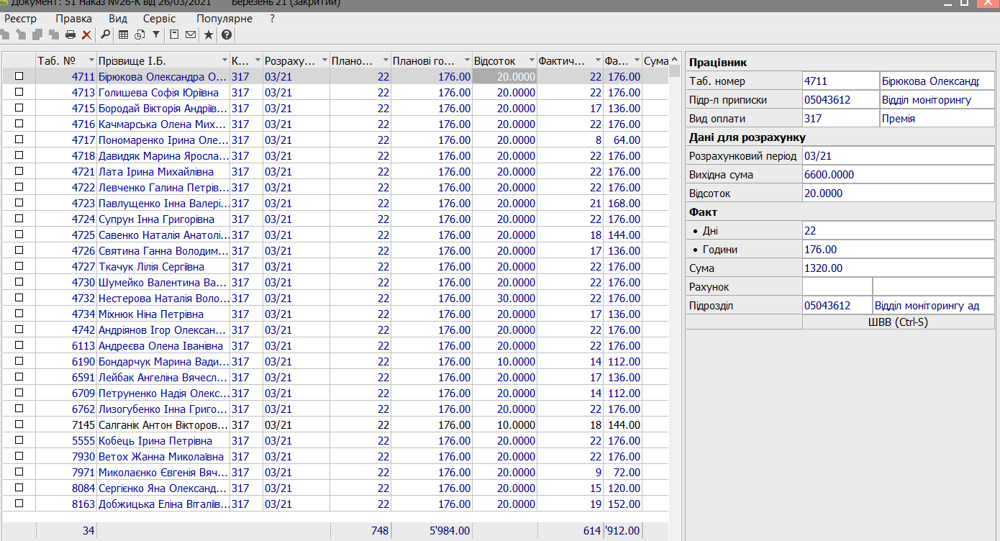 Документ: 51 Наказ №26-К від 26/03/2021 Березень 21 (закритий)
Реєстр Правка Вид Сервіс Популярне ?
Таб. № Прізвище І.Б. К... Розраху... Плано... Планові го... Відсоток Фактич... Фа... Сума
4711 Бірюкова Олександра О... 317 03/21 22 176.00 20.0000 22 176.00
4713 Голишева Софія Юріївна 317 03/21 22 176.00 20.0000 22 176.00
4715 Бородай Вікторія Андріїв... 317 03/21 22 176.00 20.0000 17 136.00
4716 Качмарська Олена Мих... 317 03/21 22 176.00 20.0000 22 176.00
4717 Пономаренко Ірина Оле... 317 03/21 22 176.00 20.0000 8 64.00
4718 Давидяк Марина Яросла... 317 03/21 22 176.00 20.0000 22 176.00
4721 Лата Ірина Михайлівна 317 03/21 22 176.00 20.0000 22 176.00
4722 Левченко Галина Петрів... 317 03/21 22 176.00 20.0000 22 176.00
4723 Павлущенко Інна Валері... 317 03/21 22 176.00 20.0000 21 168.00
4724 Супрун Інна Григорівна 317 03/21 22 176.00 20.0000 22 176.00
4725 Савенко Наталія Анатолі... 317 03/21 22 176.00 20.0000 18 144.00
4726 Святина Ганна Володим... 317 03/21 22 176.00 20.0000 17 136.00
4727 Ткачук Лілія Сергіївна 317 03/21 22 176.00 20.0000 22 176.00
4730 Шумейко Валентина Ва... 317 03/21 22 176.00 20.0000 22 176.00
4732 Нестерова Наталія Воло... 317 03/21 22 176.00 30.0000 22 176.00
4734 Міхнюк Ніна Петрівна 317 03/21 22 176.00 20.0000 17 136.00
4742 Андріянов Ігор Олексан... 317 03/21 22 176.00 20.0000 22 176.00
6113 Андреєва Олена Іванівна 317 03/21 22 176.00 20.0000 22 176.00
6190 Бондарчук Марина Вади... 317 03/21 22 176.00 10.0000 14 112.00
6591 Лейбак Ангеліна Вячесл... 317 03/21 22 176.00 20.0000 17 136.00
6709 Петруненко Надія Олекс... 317 03/21 22 176.00 20.0000 14 112.00
6762 Лизогубенко Інна Григо... 317 03/21 22 176.00 20.0000 22 176.00
7145 Салганік Антон Вікторов... 317 03/21 22 176.00 10.0000 18 144.00
5555 Кобець Ірина Петрівна 317 03/21 22 176.00 20.0000 22 176.00
7930 Ветох Жанна Миколаївна 317 03/21 22 176.00 20.0000 22 176.00
7971 Миколаєнко Євгенія Вяч... 317 03/21 22 176.00 20.0000 9 72.00
8084 Сергієнко Яна Олександ... 317 03/21 22 176.00 20.0000 15 120.00
8163 Добжицька Еліна Віталіїв... 317 03/21 22 176.00 20.0000 19 152.00
34 748 5'984.00 614 '912.00
Працівник
Таб. номер 4711 Бірюкова Олександр
Підр-л приписки 05043612 Відділ моніторингу
Вид оплати 317 Премія
Дані для розрахунку
Розрахунковий період 03/21
Вихідна сума 6600.0000
Відсоток 20.0000
Факт
• Дні 22
• Години 176.00
Сума 1320.00
Рахунок
Підрозділ 05043612 Відділ моніторингу ад
ШВВ (Ctrl-S)